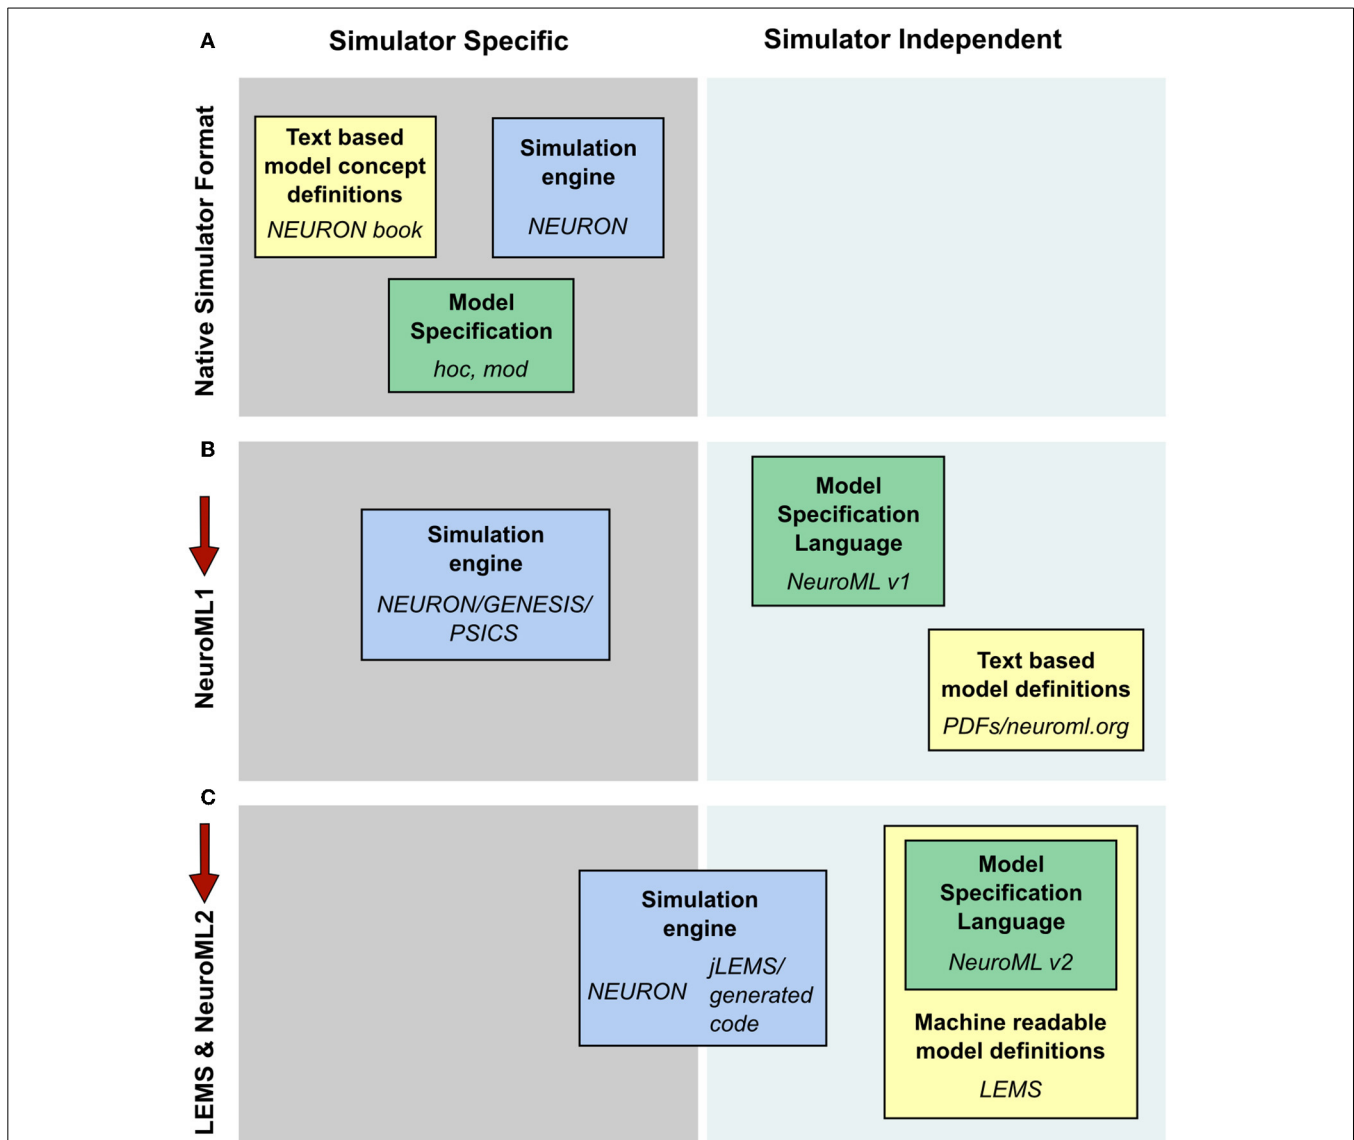 A
Simulator Specific
Simulator Independent
Native Simulator Format
Text based
model concept
definitions
NEURON book
Simulation
engine
NEURON
Model
Specification
hoc, mod
B
NeuroML1
Simulation
engine
NEURON/GENESIS/
PSICS
Model
Specification
Language
NeuroML v1
Text based
model definitions
PDFs/neuroml.org
C
LEMS & NeuroML2
Simulation
engine
NEURON
jLEMS/
generated
code
Model
Specification
Language
NeuroML v2
Machine readable
model definitions
LEMS